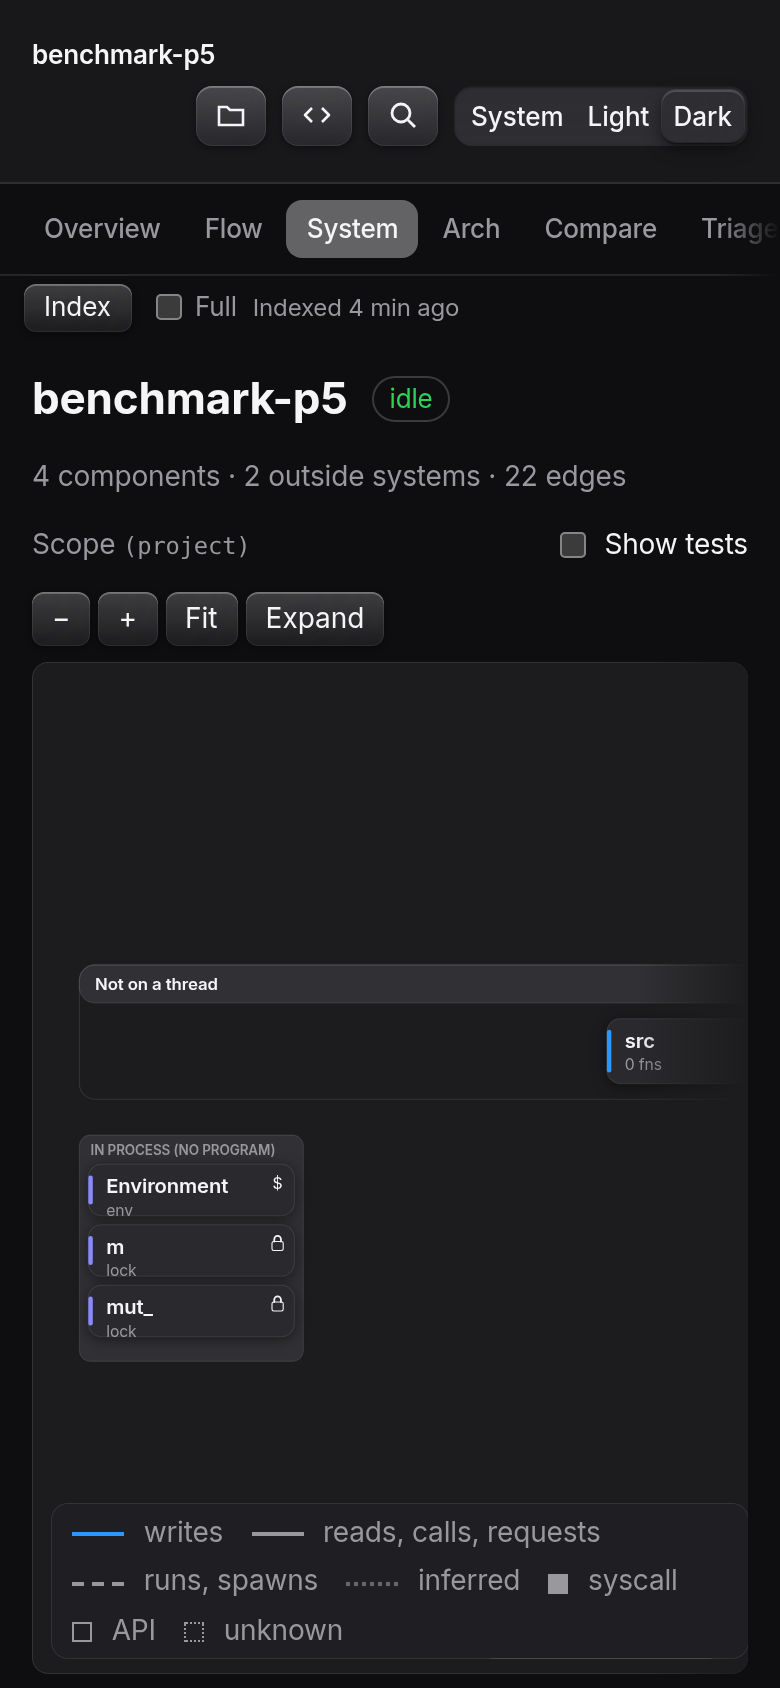 benchmark-p5
System Light Dark
Overview Flow System Arch Compare Triage
Index Full Indexed 4 min ago
benchmark-p5 idle
4 components · 2 outside systems · 22 edges
Scope (project) Show tests
− + Fit Expand
Not on a thread
src
0 fns
IN PROCESS (NO PROGRAM)
Environment $
env
m
lock
mut_
lock
writes reads, calls, requests
runs, spawns inferred syscall
API unknown